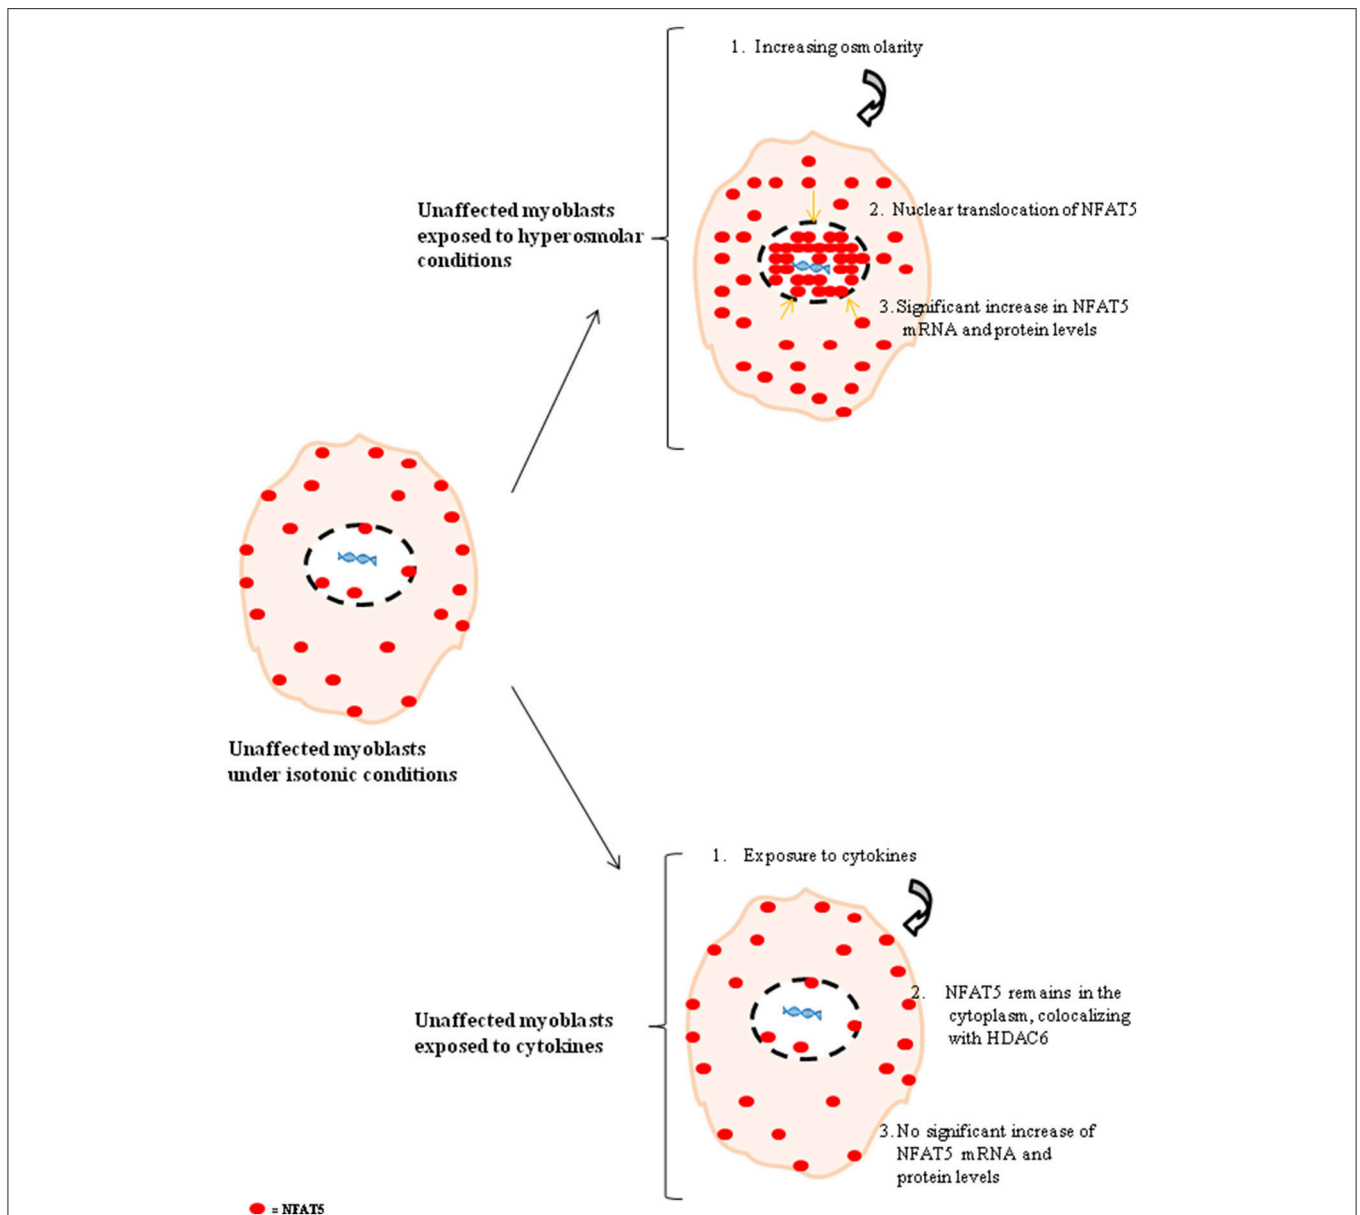 1. Increasing osmolarity
Unaffected myoblasts
exposed to hyperosmolar
conditions
2. Nuclear translocation of NFAT5
3. Significant increase in NFAT5
mRNA and protein levels
Unaffected myoblasts
under isotonic conditions
1. Exposure to cytokines
Unaffected myoblasts
exposed to cytokines
2. NFAT5 remains in the
cytoplasm, colocalizing
with HDAC6
3. No significant increase of
NFAT5 mRNA and
protein levels
= NFAT5